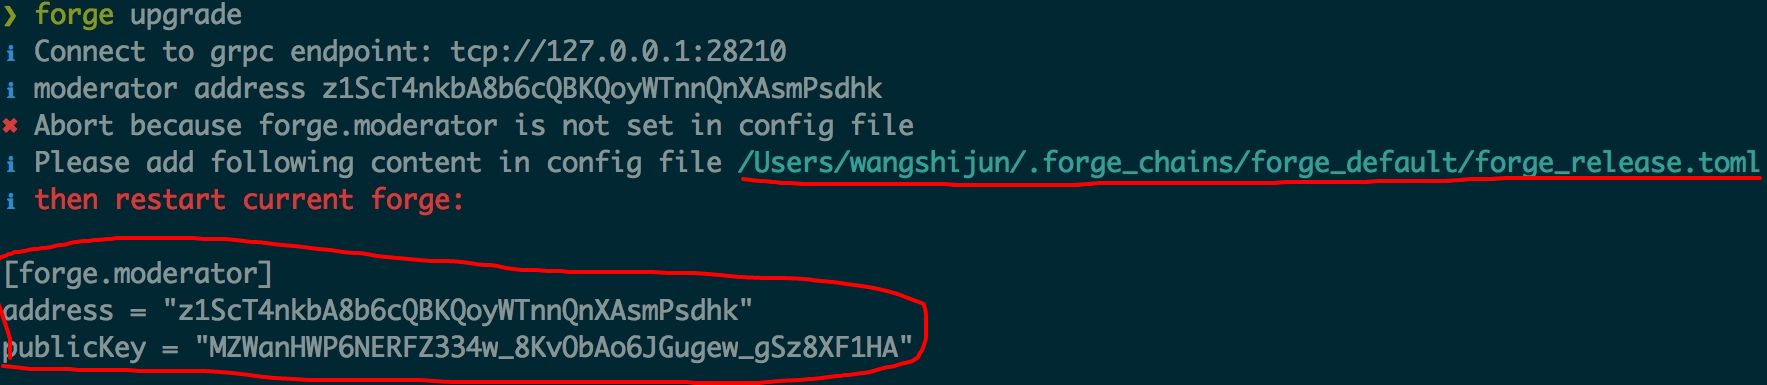 ❯ forge upgrade
ℹ Connect to grpc endpoint: tcp://127.0.0.1:28210
ℹ moderator address z1ScT4nkbA8b6cQBKQoyWTnnQnXAsmPsdhk
✖ Abort because forge.moderator is not set in config file
ℹ Please add following content in config file /Users/wangshijun/.forge_chains/forge_default/forge_release.toml
ℹ then restart current forge:
[forge.moderator]
address = "z1ScT4nkbA8b6cQBKQoyWTnnQnXAsmPsdhk"
publicKey = "MZWanHWP6NERFZ334w_8KvObAo6JGugew_gSz8XF1HA"